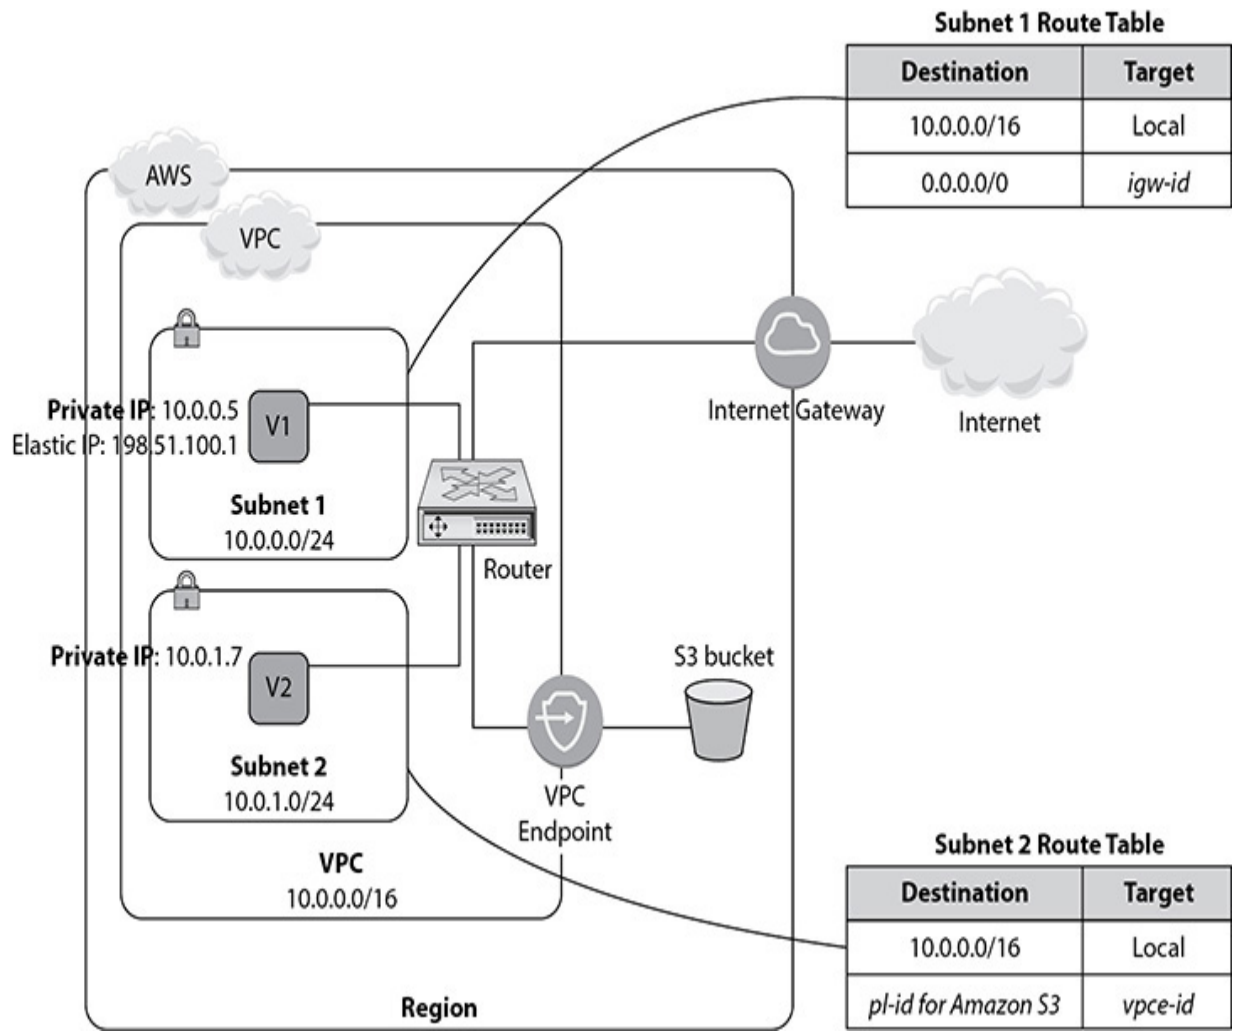 Subnet 1 Route Table
Destination Target
10.0.0.0/16 Local
0.0.0.0/0 igw-id
AWS
VPC
Private IP: 10.0.0.5
Elastic IP: 198.51.100.1
V1
Subnet 1
10.0.0.0/24
Router
Internet Gateway
Internet
Private IP: 10.0.1.7
V2
Subnet 2
10.0.1.0/24
S3 bucket
VPC
Endpoint
VPC
10.0.0.0/16
Region
Subnet 2 Route Table
Destination Target
10.0.0.0/16 Local
pl-id for Amazon S3 vpce-id